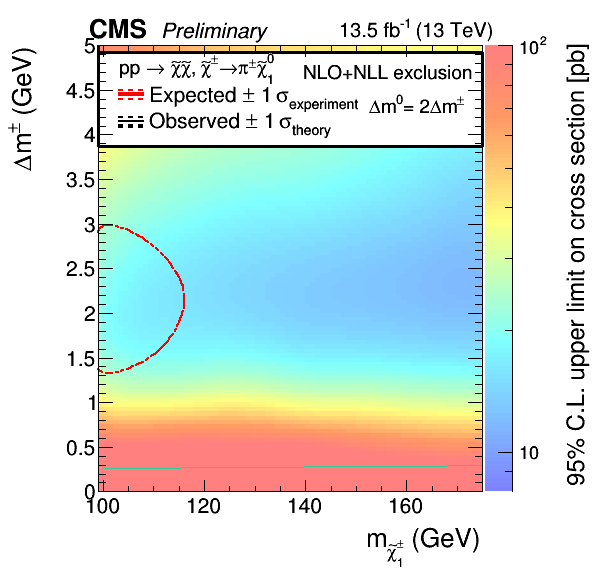 CMS Preliminary 13.5 fb⁻¹ (13 TeV)
pp → χ̃χ̃, χ̃±→π±χ̃⁰₁ NLO+NLL exclusion
Expected ± 1 σexperiment Δm⁰= 2Δm±
Observed ± 1 σtheory
Δm± (GeV)
5
4.5
4
3.5
3
2.5
2
1.5
1
0.5
0
100 120 140 160
mχ̃±₁ (GeV)
10²
10
95% C.L. upper limit on cross section [pb]